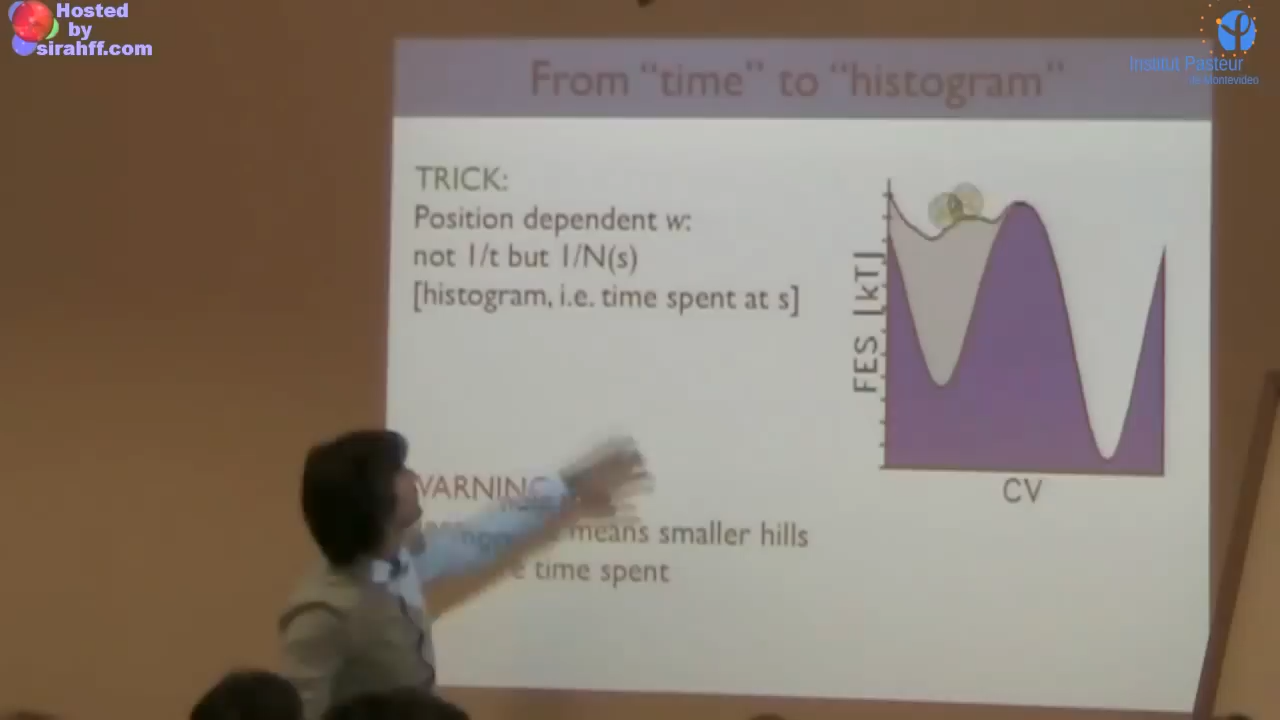 Hosted
by
sirahff.com
Institut Pasteur
de Montevideo
From “time” to “histogram”
TRICK:
Position dependent w:
not 1/t but 1/N(s)
[histogram, i.e. time spent at s]
FES [kT]
CV
means smaller hills
time spent